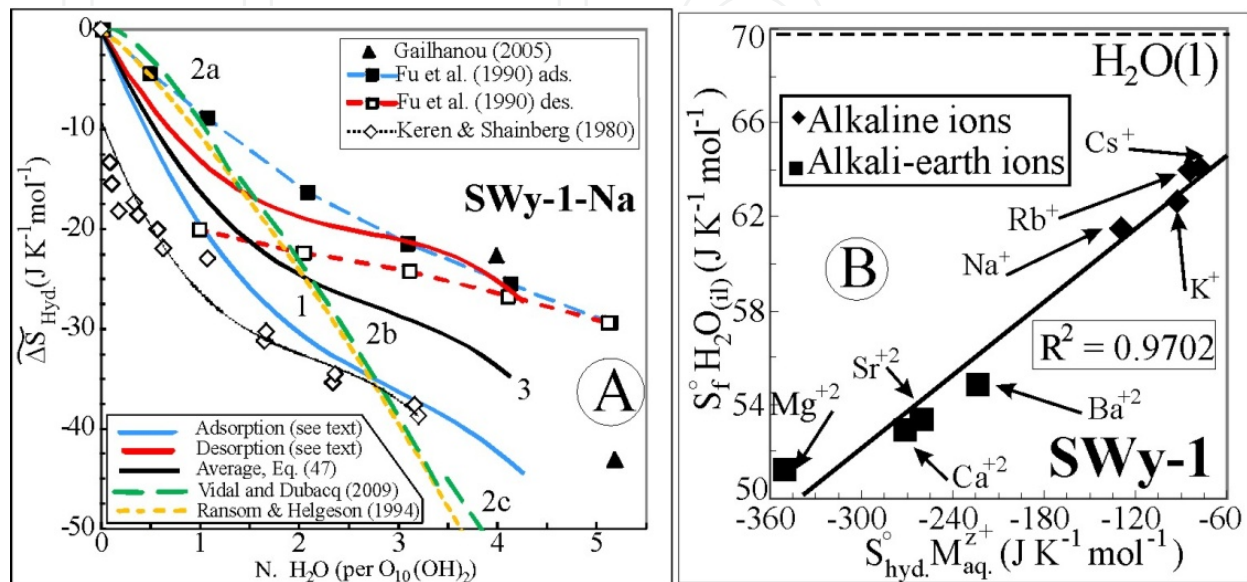 Gailhanou (2005)
Fu et al. (1990) ads.
Fu et al. (1990) des.
Keren & Shainberg (1980)
SWy-1-Na
2a
1
2b
3
2c
A
Adsorption (see text)
Desorption (see text)
Average, Eq. (47)
Vidal and Dubacq (2009)
Ransom & Helgeson (1994)
0
-10
-20
-30
-40
-50
Δ̃S Hyd. (J K⁻¹mol⁻¹)
0 1 2 3 4 5
N. H₂O (per O₁₀(OH)₂)
H₂O(l)
Alkaline ions
Alkali-earth ions
Cs⁺
Rb⁺
Na⁺
K⁺
B
R² = 0.9702
Sr⁺²
Mg⁺²
Ba⁺²
Ca⁺²
SWy-1
70
66
62
58
54
50
S°f H₂O(il) (J K⁻¹ mol⁻¹)
-360 -300 -240 -180 -120 -60
S°hyd. Mᶻ⁺aq. (J K⁻¹ mol⁻¹)